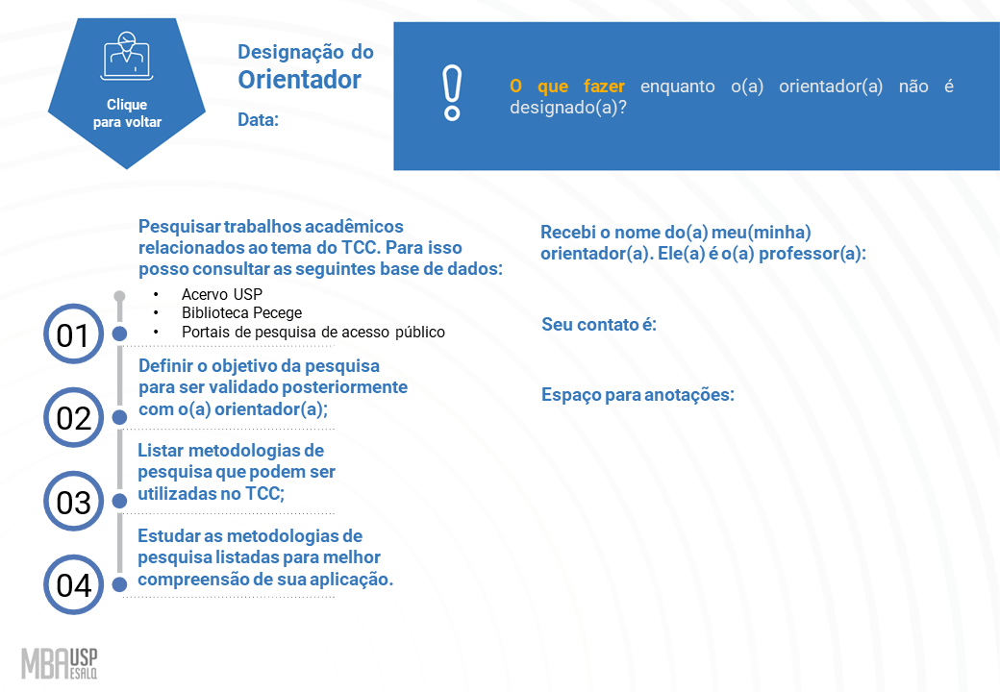 Clique
para voltar
Designação do
Orientador
Data:
O que fazer enquanto o(a) orientador(a) não é
designado(a)?
Pesquisar trabalhos acadêmicos
relacionados ao tema do TCC. Para isso
posso consultar as seguintes base de dados:
• Acervo USP
• Biblioteca Pecege
• Portais de pesquisa de acesso público
01
Definir o objetivo da pesquisa
para ser validado posteriormente
com o(a) orientador(a);
02
Listar metodologias de
pesquisa que podem ser
utilizadas no TCC;
03
Estudar as metodologias de
pesquisa listadas para melhor
compreensão de sua aplicação.
04
Recebi o nome do(a) meu(minha)
orientador(a). Ele(a) é o(a) professor(a):
Seu contato é:
Espaço para anotações:
MBA USP
ESALQ